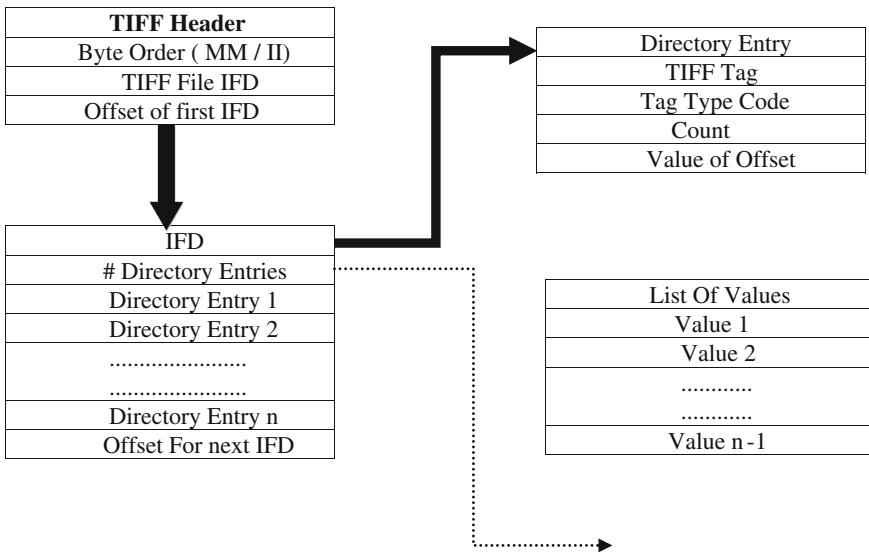 TIFF Header
Byte Order ( MM / II)
TIFF File IFD
Offset of first IFD
Directory Entry
TIFF Tag
Tag Type Code
Count
Value of Offset
IFD
# Directory Entries
Directory Entry 1
Directory Entry 2
.......................
.......................
Directory Entry n
Offset For next IFD
List Of Values
Value 1
Value 2
............
............
Value n-1